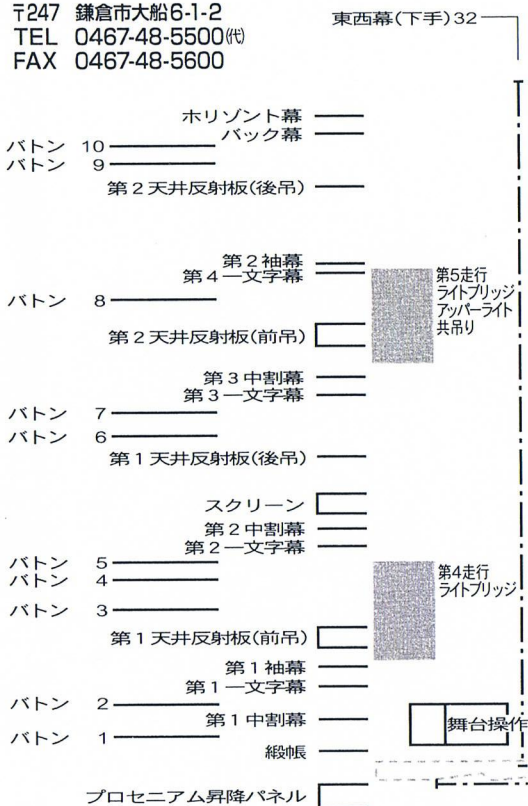 〒247 鎌倉市大船6-1-2
TEL 0467-48-5500㈹
FAX 0467-48-5600
東西幕(下手)32
ホリゾント幕
バック幕
バトン 10
バトン 9
第2天井反射板(後吊)
第2袖幕
第4一文字幕
第5走行
ライトブリッジ
アッパーライト
共吊り
バトン 8
第2天井反射板(前吊)
第3中割幕
第3一文字幕
バトン 7
バトン 6
第1天井反射板(後吊)
スクリーン
第2中割幕
第2一文字幕
バトン 5
バトン 4
第4走行
ライトブリッジ
バトン 3
第1天井反射板(前吊)
第1袖幕
第1一文字幕
バトン 2
第1中割幕
舞台操作
バトン 1
緞帳
プロセニアム昇降パネル